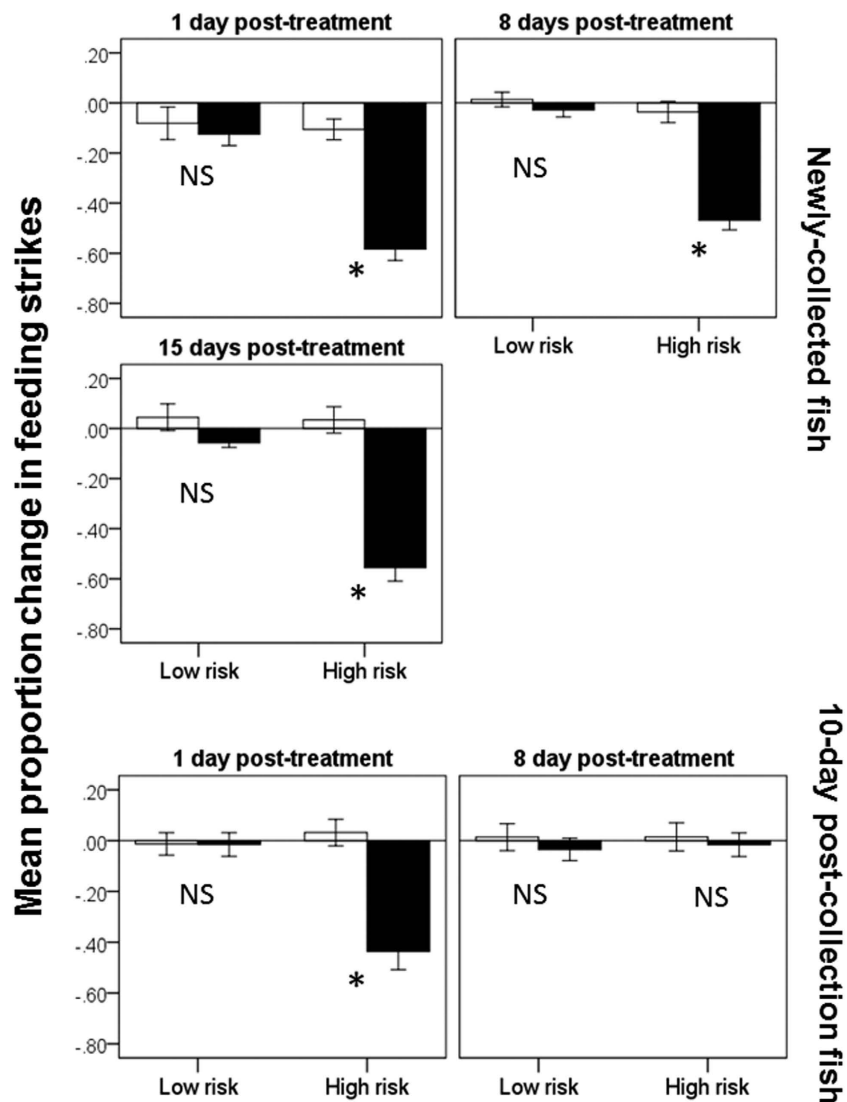 Mean proportion change in feeding strikes
1 day post-treatment
.20
.00
-.20
-.40
-.60
-.80
NS
*
8 days post-treatment
NS
*
Low risk
High risk
Newly-collected fish
15 days post-treatment
.20
.00
-.20
-.40
-.60
-.80
NS
*
Low risk
High risk
1 day post-treatment
.20
.00
-.20
-.40
-.60
-.80
NS
*
Low risk
High risk
8 day post-treatment
NS
NS
Low risk
High risk
10-day post-collection fish